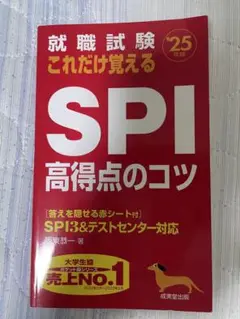 就職試験
これだけ覚える
'25
年度版
SPI
高得点のコツ
[答えを隠せる赤シート付]
SPI3&テストセンター対応
一 著
大学生協
売上NO.1
成美堂出版